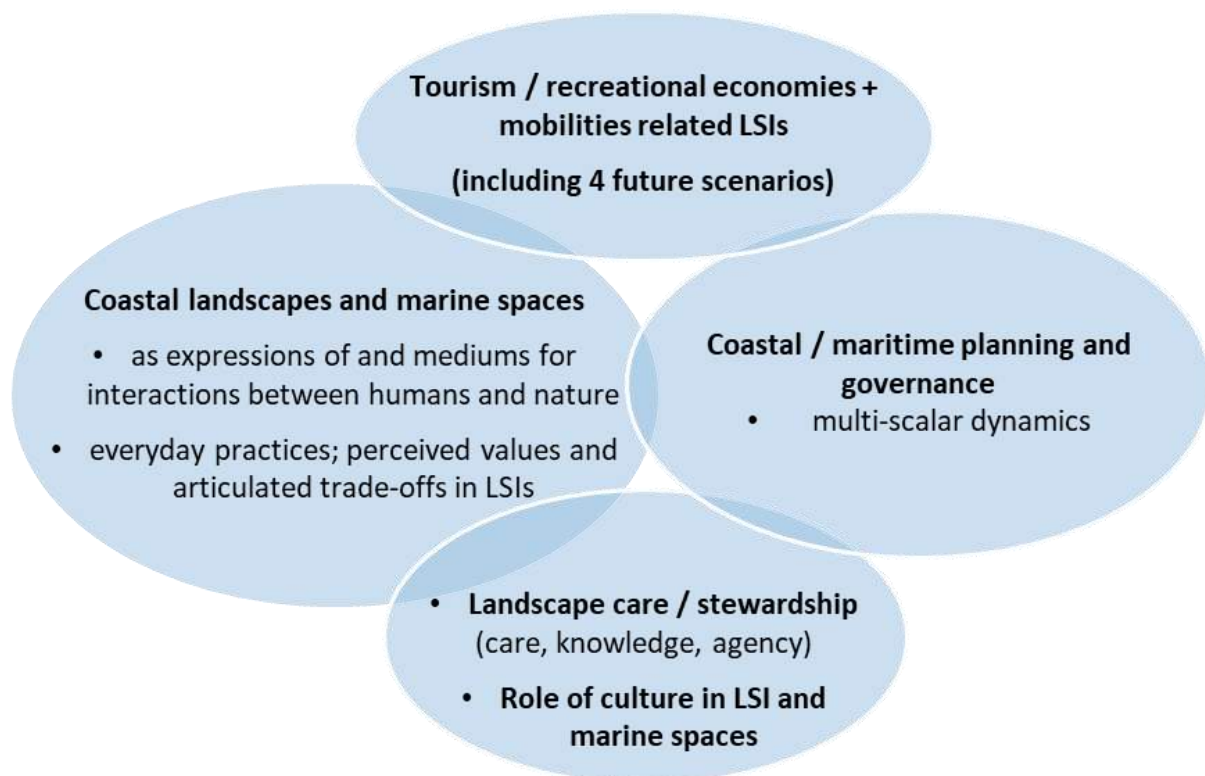 Tourism / recreational economies +
mobilities related LSIs
(including 4 future scenarios)
Coastal landscapes and marine spaces
• as expressions of and mediums for
interactions between humans and nature
• everyday practices; perceived values and
articulated trade-offs in LSIs
Coastal / maritime planning and
governance
• multi-scalar dynamics
• Landscape care / stewardship
(care, knowledge, agency)
• Role of culture in LSI and
marine spaces